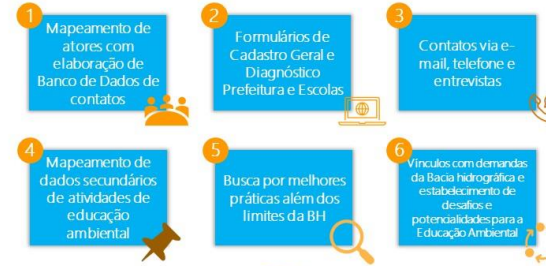 1
Mapeamento de
atores com
elaboração de
Banco de Dados de
contatos
2
Formulários de
Cadastro Geral e
Diagnóstico
Prefeitura e Escolas
3
Contatos via e-
mail, telefone e
entrevistas
4
Mapeamento de
dados secundários
de atividades de
educação
ambiental
5
Busca por melhores
práticas além dos
limites da BH
6
Vínculos com demandas
da Bacia hidrográfica e
estabelecimento de
desafios e
potencialidades para a
Educação Ambiental